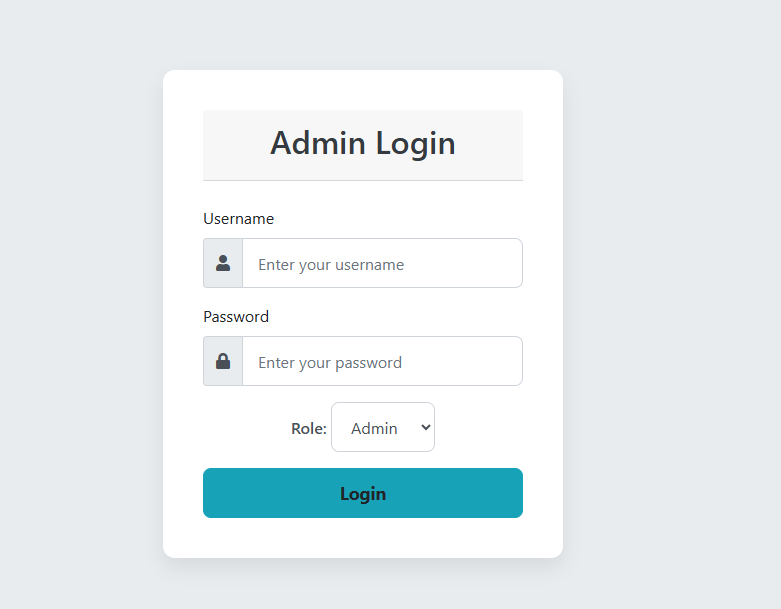 Admin Login
Username
Enter your username
Password
Enter your password
Role: Admin
Login